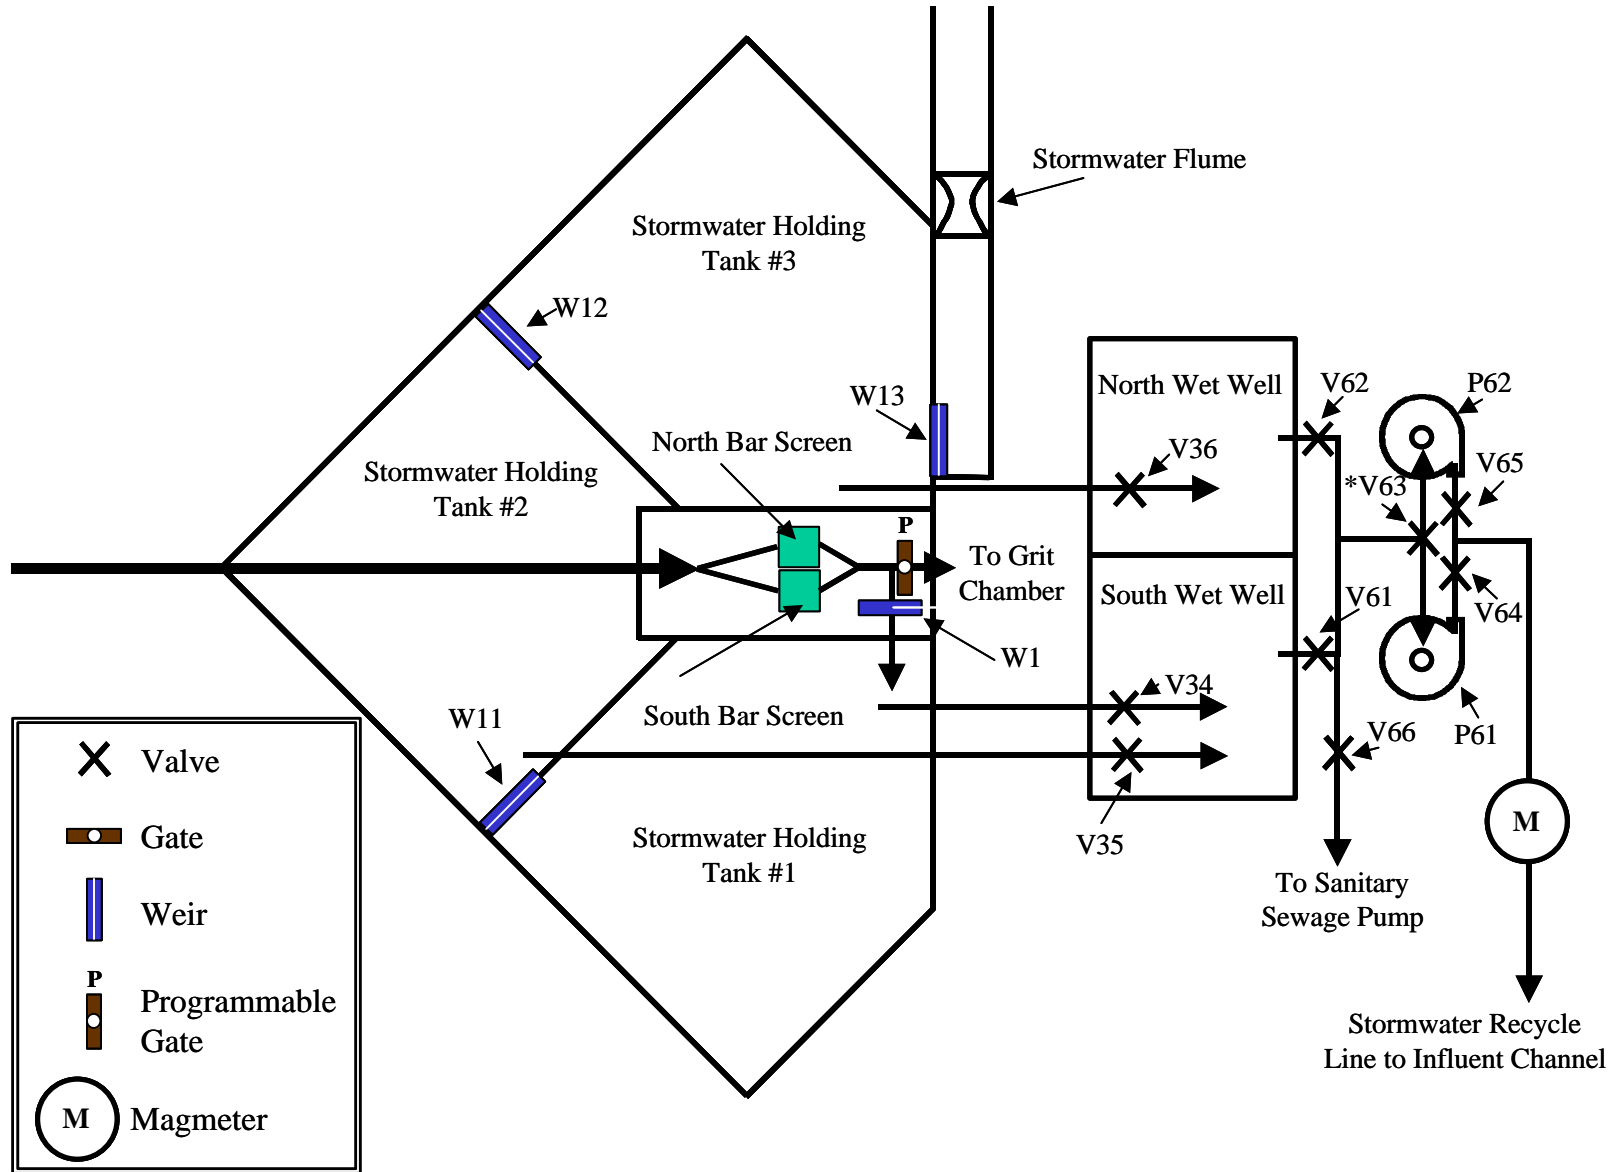 Stormwater Flume
Stormwater Holding
Tank #3
W12
W13
North Bar Screen
Stormwater Holding
Tank #2
North Wet Well
V36
V62
P62
V65
*V63
P
To Grit
Chamber
South Wet Well
V61
V64
W1
V34
South Bar Screen
W11
V66
P61
V35
Stormwater Holding
Tank #1
M
To Sanitary
Sewage Pump
Stormwater Recycle
Line to Influent Channel
Valve
Gate
Weir
P
Programmable
Gate
M
Magmeter